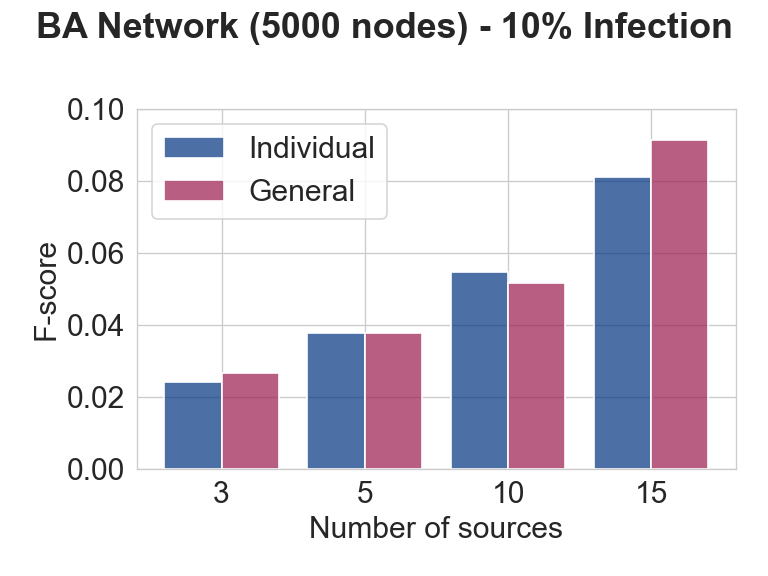 BA Network (5000 nodes) - 10% Infection
0.10
0.08
0.06
0.04
0.02
0.00
F-score
Individual
General
3 5 10 15
Number of sources